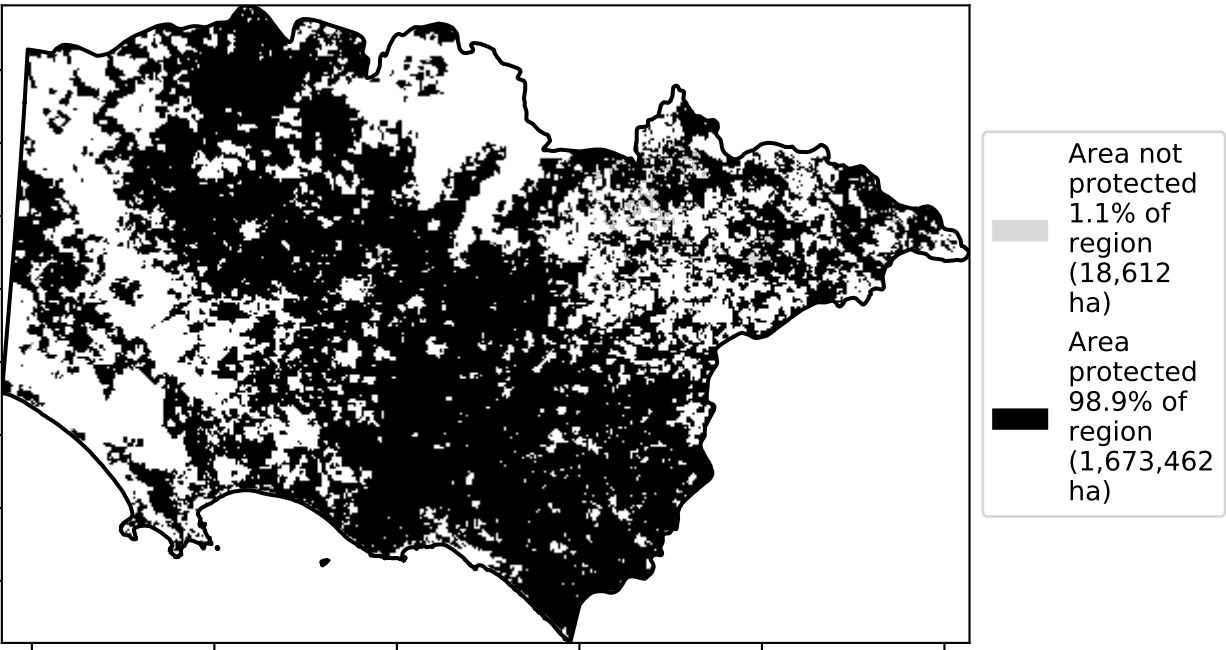 Area not
protected
1.1% of
region
(18,612
ha)
Area
protected
98.9% of
region
(1,673,462
ha)